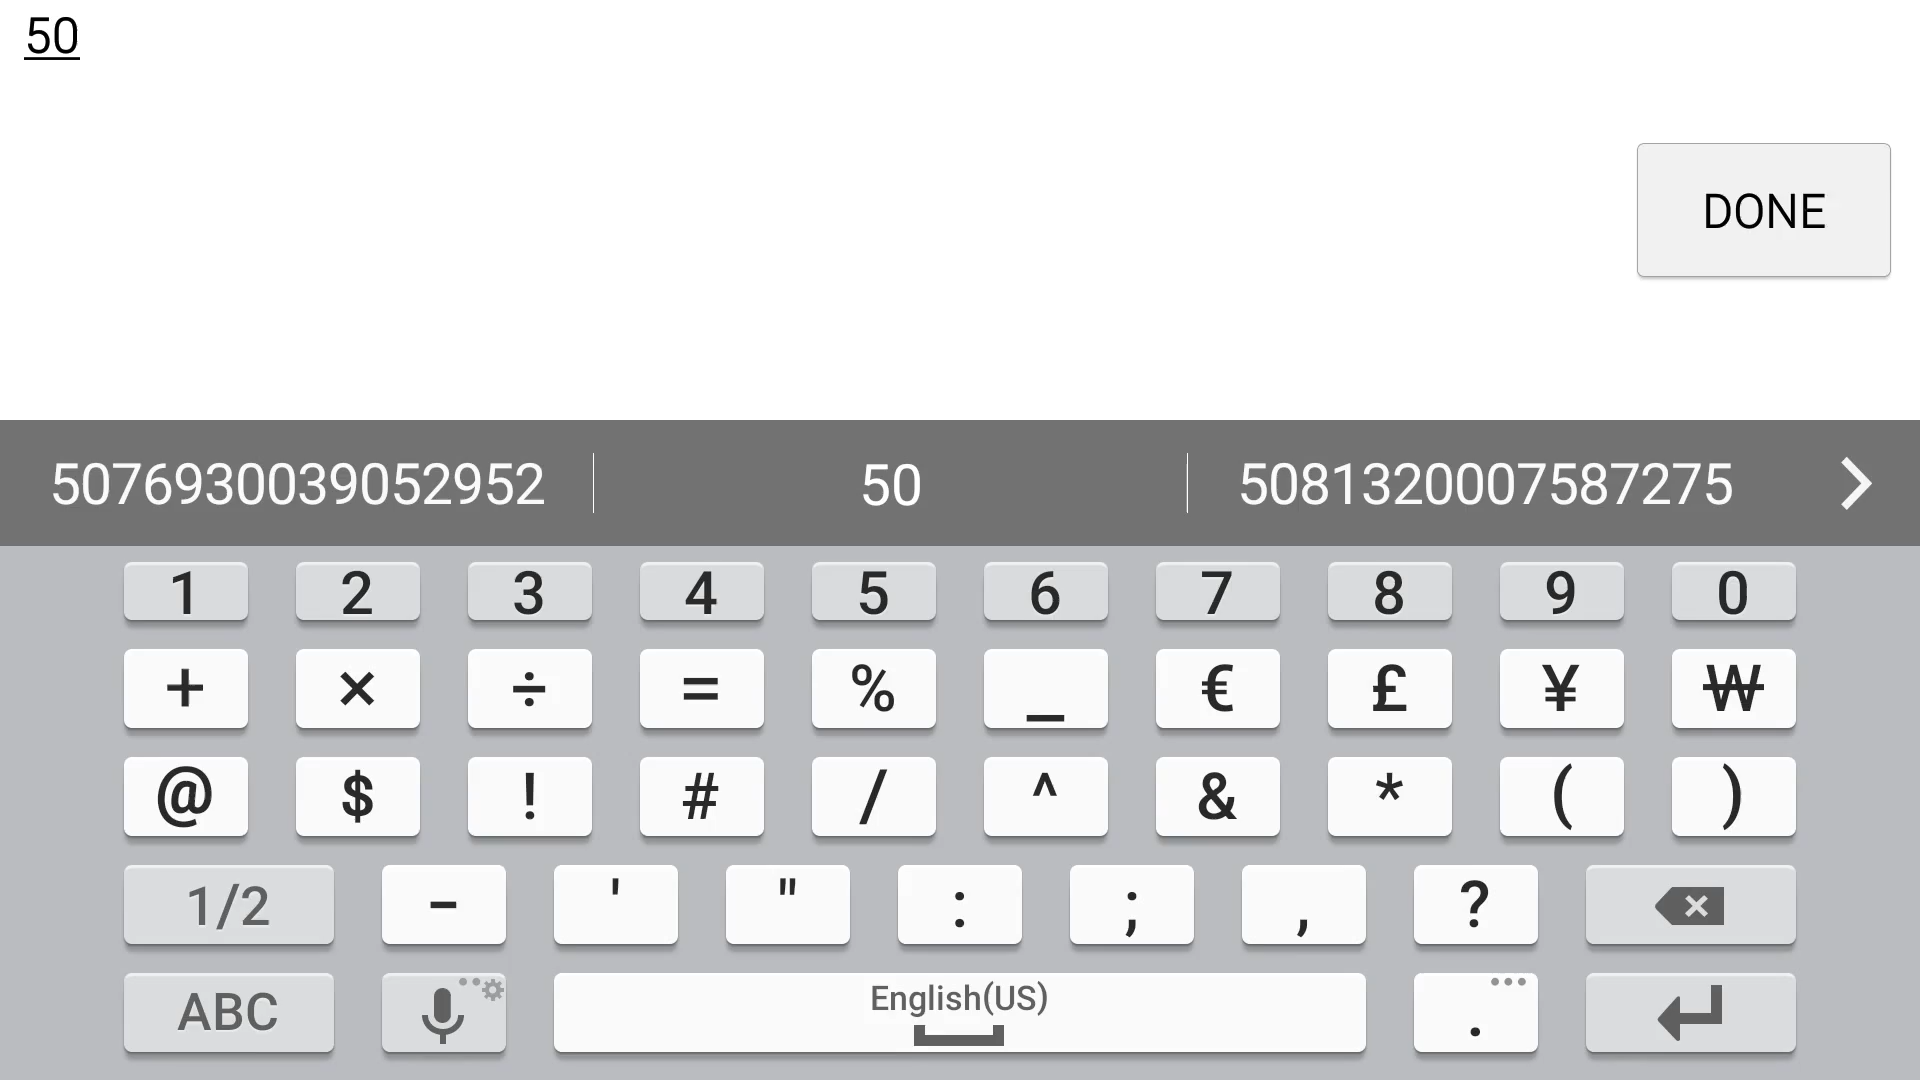 50
DONE
5076930039052952 50 5081320007587275
1 2 3 4 5 6 7 8 9 0
+ × ÷ = % _ € £ ¥ ₩
@ $ ! # / ^ & * ( )
1/2 - ' " : ; , ?
ABC English(US) .